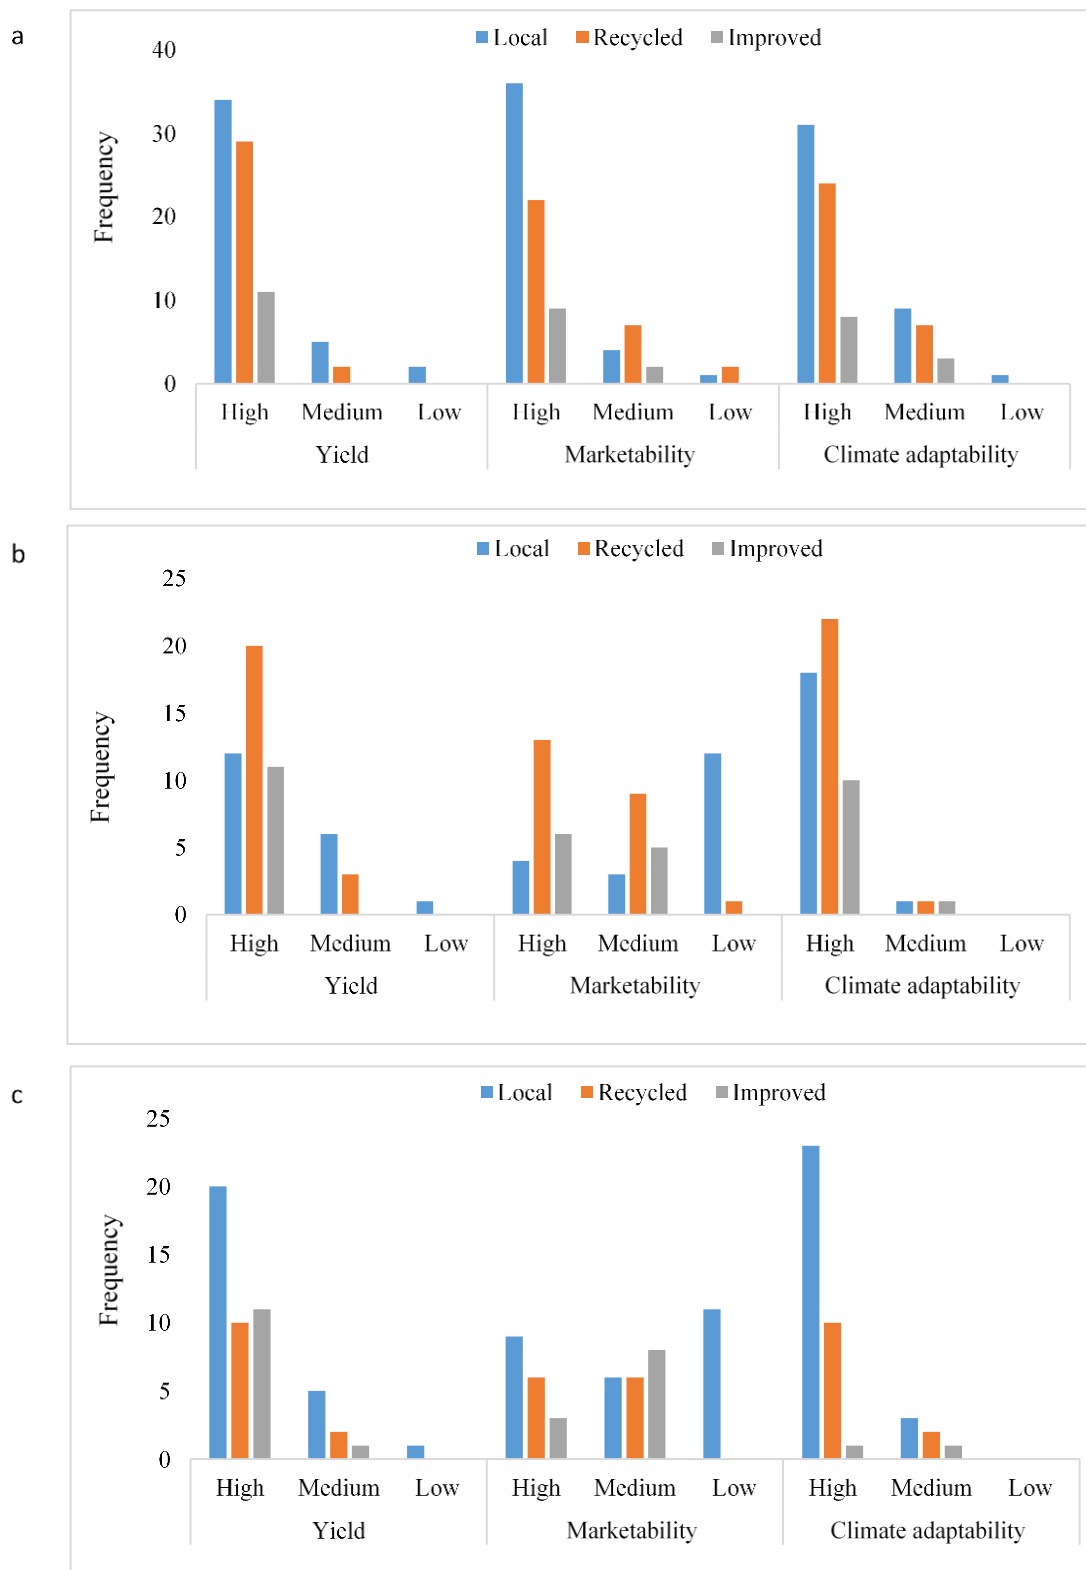 a
Local Recycled Improved
40
30
20
10
0
Frequency
High Medium Low High Medium Low High Medium Low
Yield Marketability Climate adaptability
b
Local Recycled Improved
25
20
15
10
5
0
Frequency
High Medium Low High Medium Low High Medium Low
Yield Marketability Climate adaptability
c
Local Recycled Improved
25
20
15
10
5
0
Frequency
High Medium Low High Medium Low High Medium Low
Yield Marketability Climate adaptability